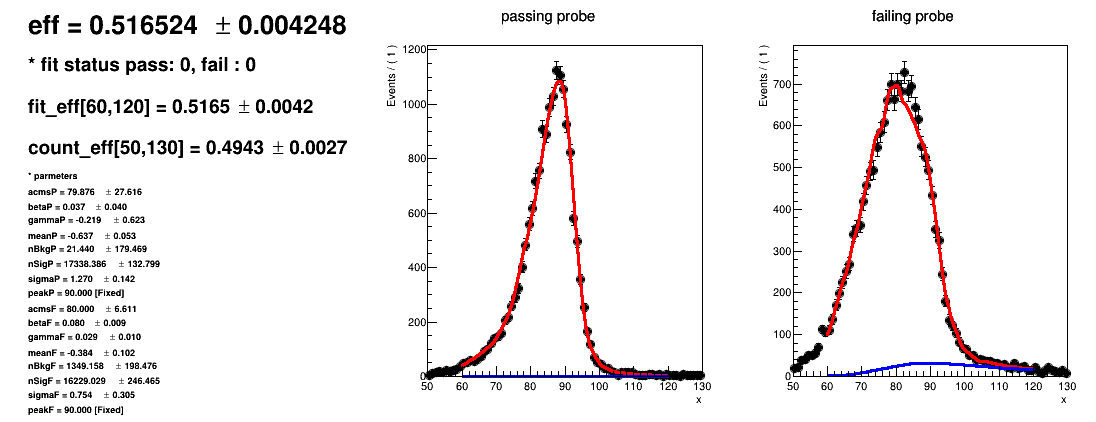 eff = 0.516524 ± 0.004248
* fit status pass: 0, fail : 0
fit_eff[60,120] = 0.5165 ± 0.0042
count_eff[50,130] = 0.4943 ± 0.0027
* parmeters
acmsP = 79.876 ± 27.616
betaP = 0.037 ± 0.040
gammaP = -0.219 ± 0.623
meanP = -0.637 ± 0.053
nBkgP = 21.440 ± 179.469
nSigP = 17338.386 ± 132.799
sigmaP = 1.270 ± 0.142
peakP = 90.000 [Fixed]
acmsF = 80.000 ± 6.611
betaF = 0.080 ± 0.009
gammaF = 0.029 ± 0.010
meanF = -0.384 ± 0.102
nBkgF = 1349.158 ± 198.476
nSigF = 16229.029 ± 246.465
sigmaF = 0.754 ± 0.305
peakF = 90.000 [Fixed]
passing probe
Events / ( 1 )
1200
1000
800
600
400
200
0
50 60 70 80 90 100 110 120 130
x
failing probe
Events / ( 1 )
700
600
500
400
300
200
100
0
50 60 70 80 90 100 110 120 130
x